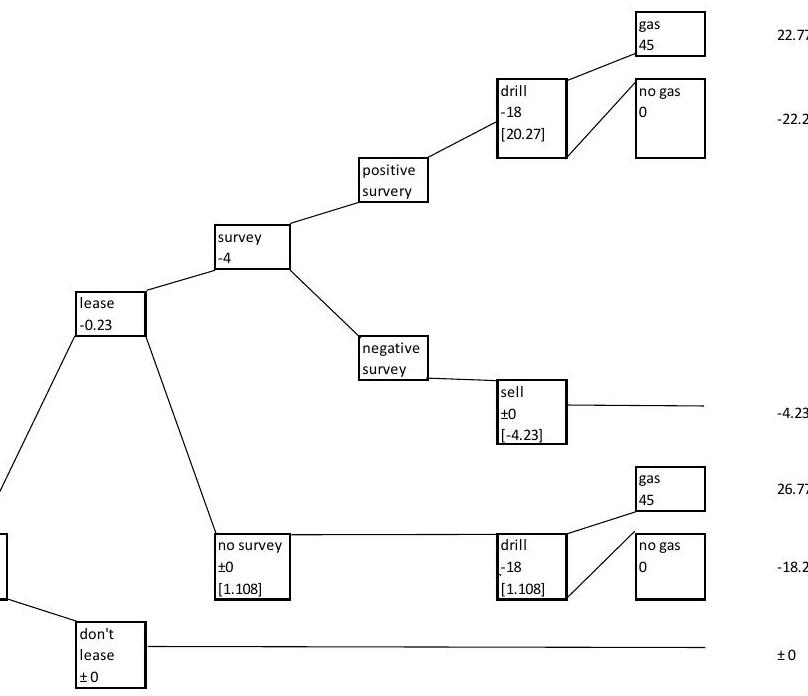 gas
45
22.77
drill
-18
[20.27]
no gas
0
-22.2
positive
survery
survey
-4
lease
-0.23
negative
survey
sell
±0
[-4.23]
-4.23
gas
45
26.77
no survey
±0
[1.108]
drill
-18
[1.108]
no gas
0
-18.2
don't
lease
± 0
± 0